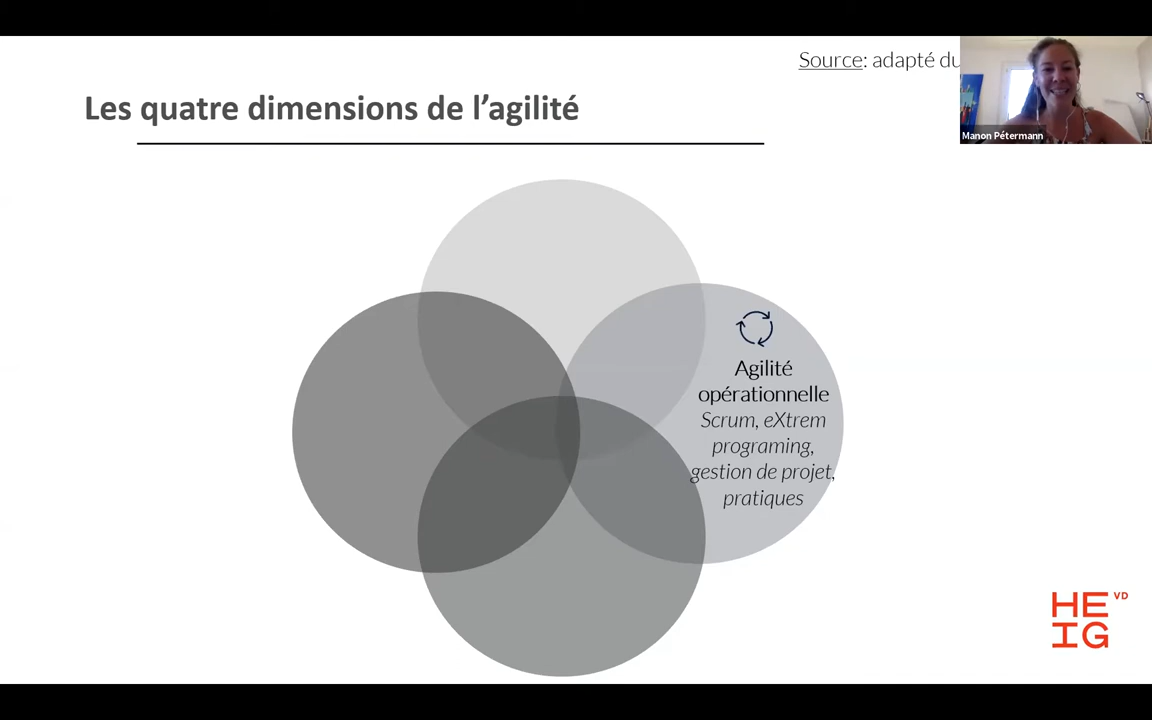 Source: adapté du
Manon Pétermann
Les quatre dimensions de l’agilité
Agilité
opérationnelle
Scrum, eXtrem
programing,
gestion de projet,
pratiques
HE VD
IG